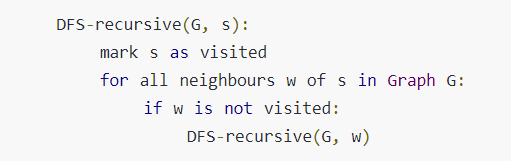 DFS-recursive(G, s):
    mark s as visited
    for all neighbours w of s in Graph G:
        if w is not visited:
            DFS-recursive(G, w)